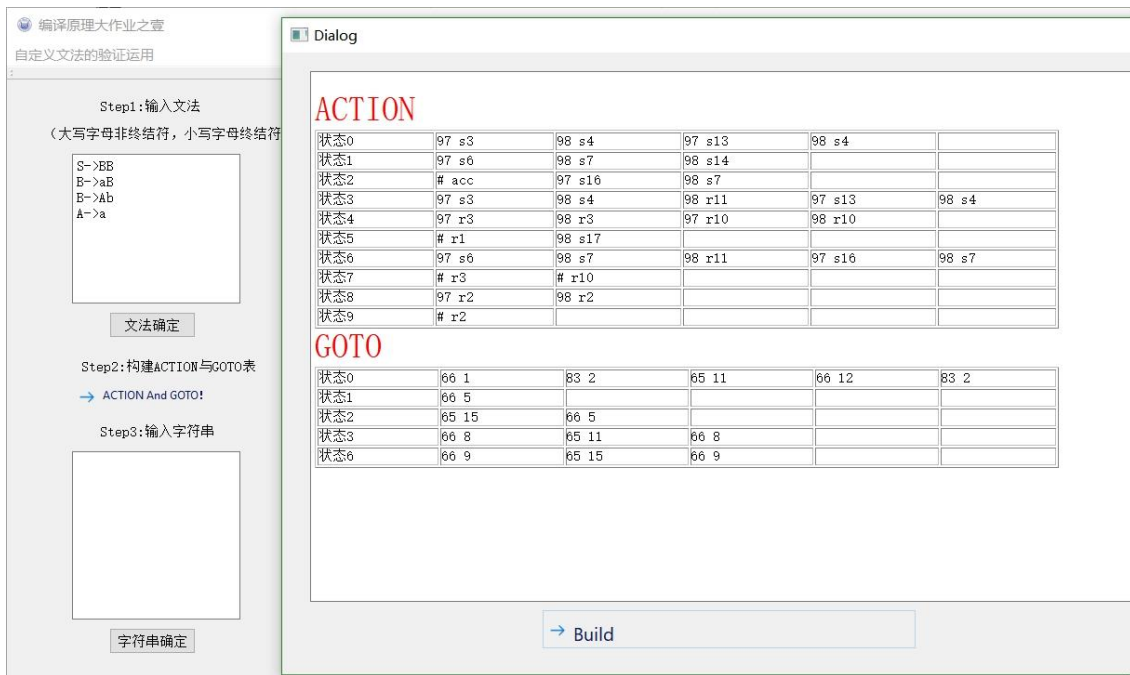 编译原理大作业之壹
自定义文法的验证运用
Step1:输入文法
（大写字母非终结符，小写字母终结符
S->BB
B->aB
B->Ab
A->a
文法确定
Step2:构建ACTION与GOTO表
→ ACTION And GOTO!
Step3:输入字符串
字符串确定
Dialog
ACTION
状态0 97 s3 98 s4 97 s13 98 s4
状态1 97 s6 98 s7 98 s14
状态2 # acc 97 s16 98 s7
状态3 97 s3 98 s4 98 r11 97 s13 98 s4
状态4 97 r3 98 r3 97 r10 98 r10
状态5 # r1 98 s17
状态6 97 s6 98 s7 98 r11 97 s16 98 s7
状态7 # r3 # r10
状态8 97 r2 98 r2
状态9 # r2
GOTO
状态0 66 1 83 2 65 11 66 12 83 2
状态1 66 5
状态2 65 15 66 5
状态3 66 8 65 11 66 8
状态6 66 9 65 15 66 9
→ Build